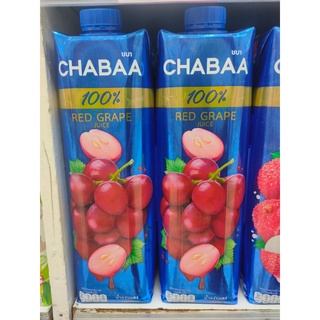 ชบา
CHABAA
100%
RED GRAPE
JUICE
ชบา
CHABAA
100%
RED GRAPE
JUICE